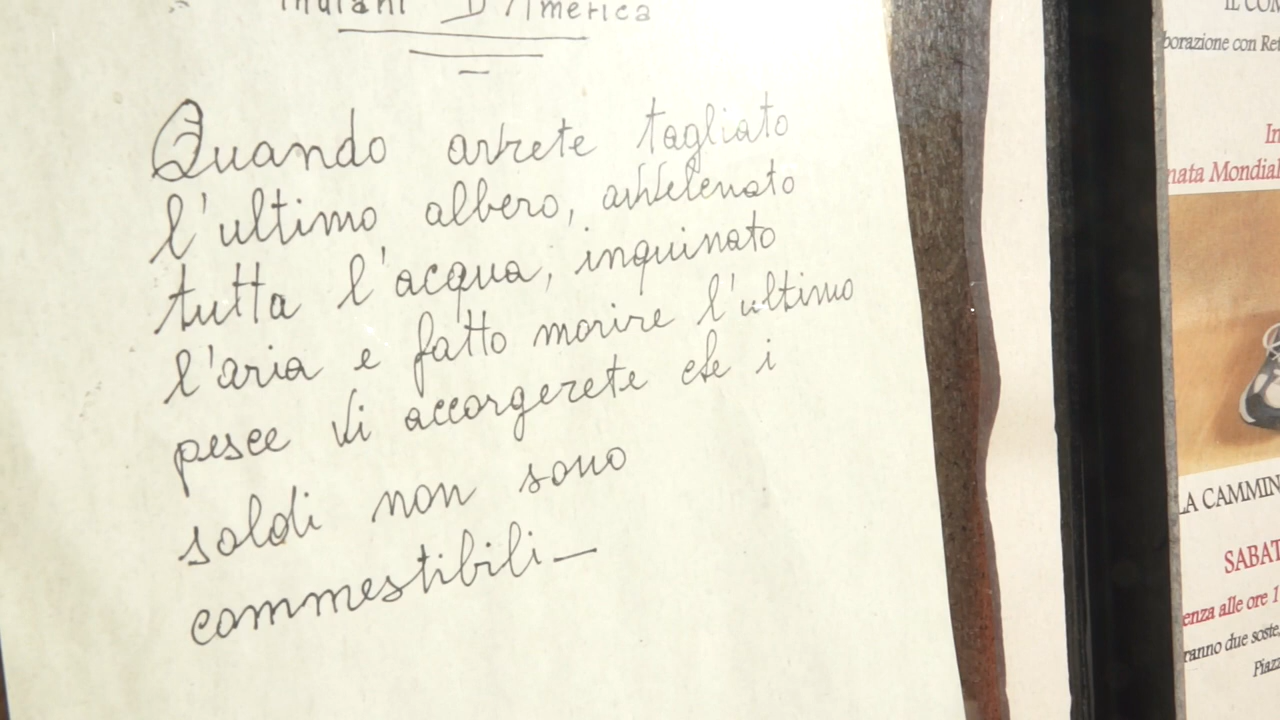 Indiani D'America
Quando avrete tagliato
l'ultimo albero, avvelenato
tutta l'acqua, inquinato
l'aria e fatto morire l'ultimo
pesce vi accorgerete che i
soldi non sono
commestibili_
IL COM
borazione con Ret
In
nata Mondial
LA CAMMIN
SABAT
enza alle ore 1
ranno due soste
Piazz